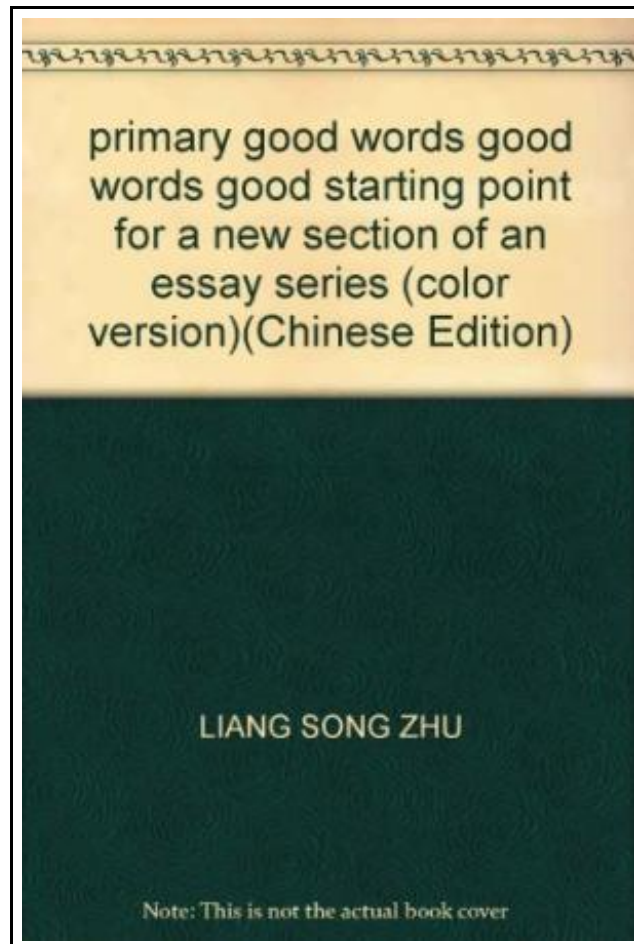 primary good words good
words good starting point
for a new section of an
essay series (color
version)(Chinese Edition)
LIANG SONG ZHU
Note: This is not the actual book cover